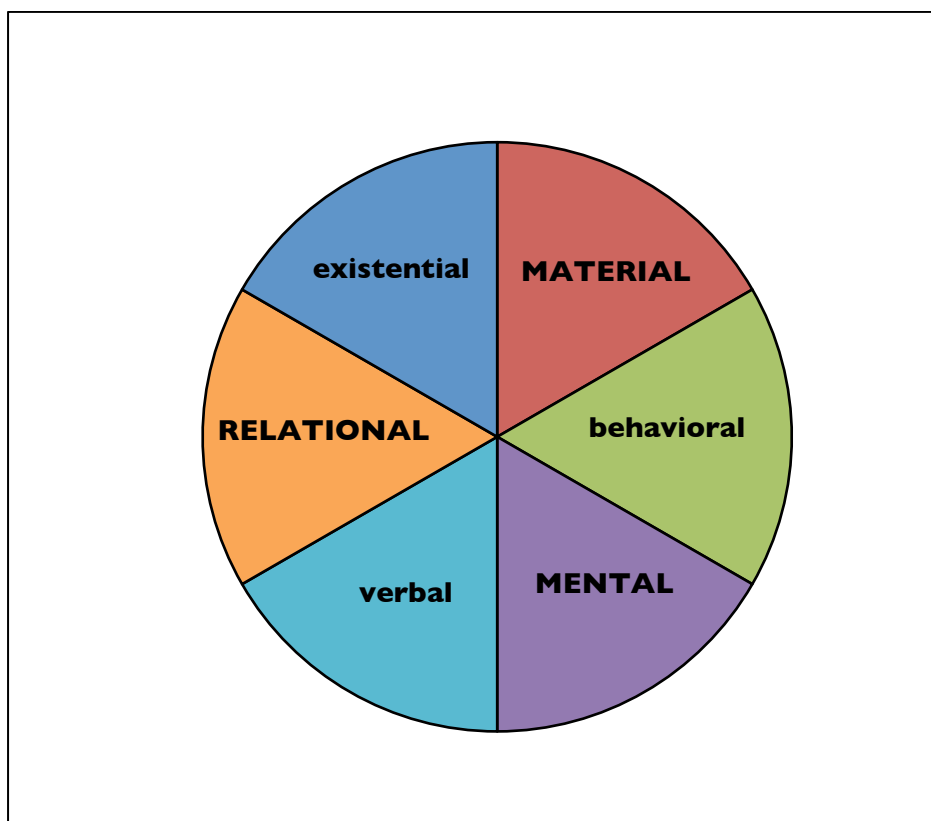 existential
MATERIAL
RELATIONAL
behavioral
verbal
MENTAL